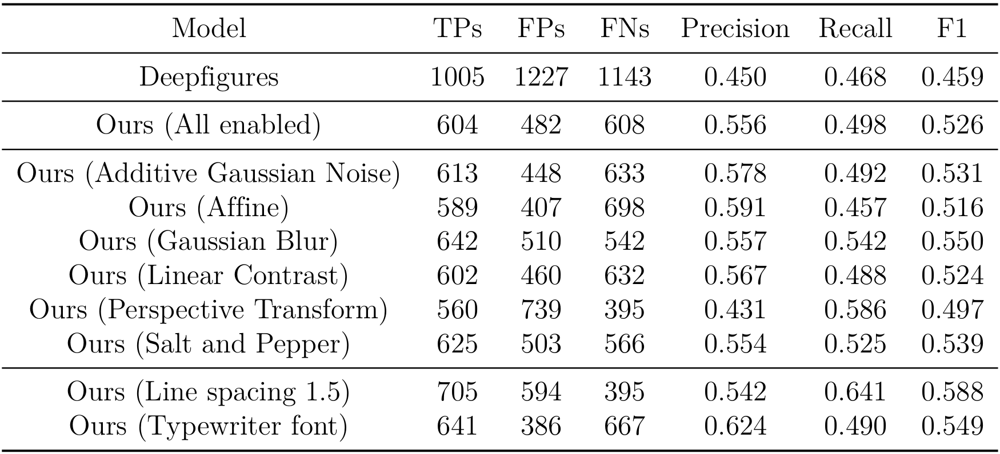 Model TPs FPs FNs Precision Recall F1
Deepfigures 1005 1227 1143 0.450 0.468 0.459
Ours (All enabled) 604 482 608 0.556 0.498 0.526
Ours (Additive Gaussian Noise) 613 448 633 0.578 0.492 0.531
Ours (Affine) 589 407 698 0.591 0.457 0.516
Ours (Gaussian Blur) 642 510 542 0.557 0.542 0.550
Ours (Linear Contrast) 602 460 632 0.567 0.488 0.524
Ours (Perspective Transform) 560 739 395 0.431 0.586 0.497
Ours (Salt and Pepper) 625 503 566 0.554 0.525 0.539
Ours (Line spacing 1.5) 705 594 395 0.542 0.641 0.588
Ours (Typewriter font) 641 386 667 0.624 0.490 0.549